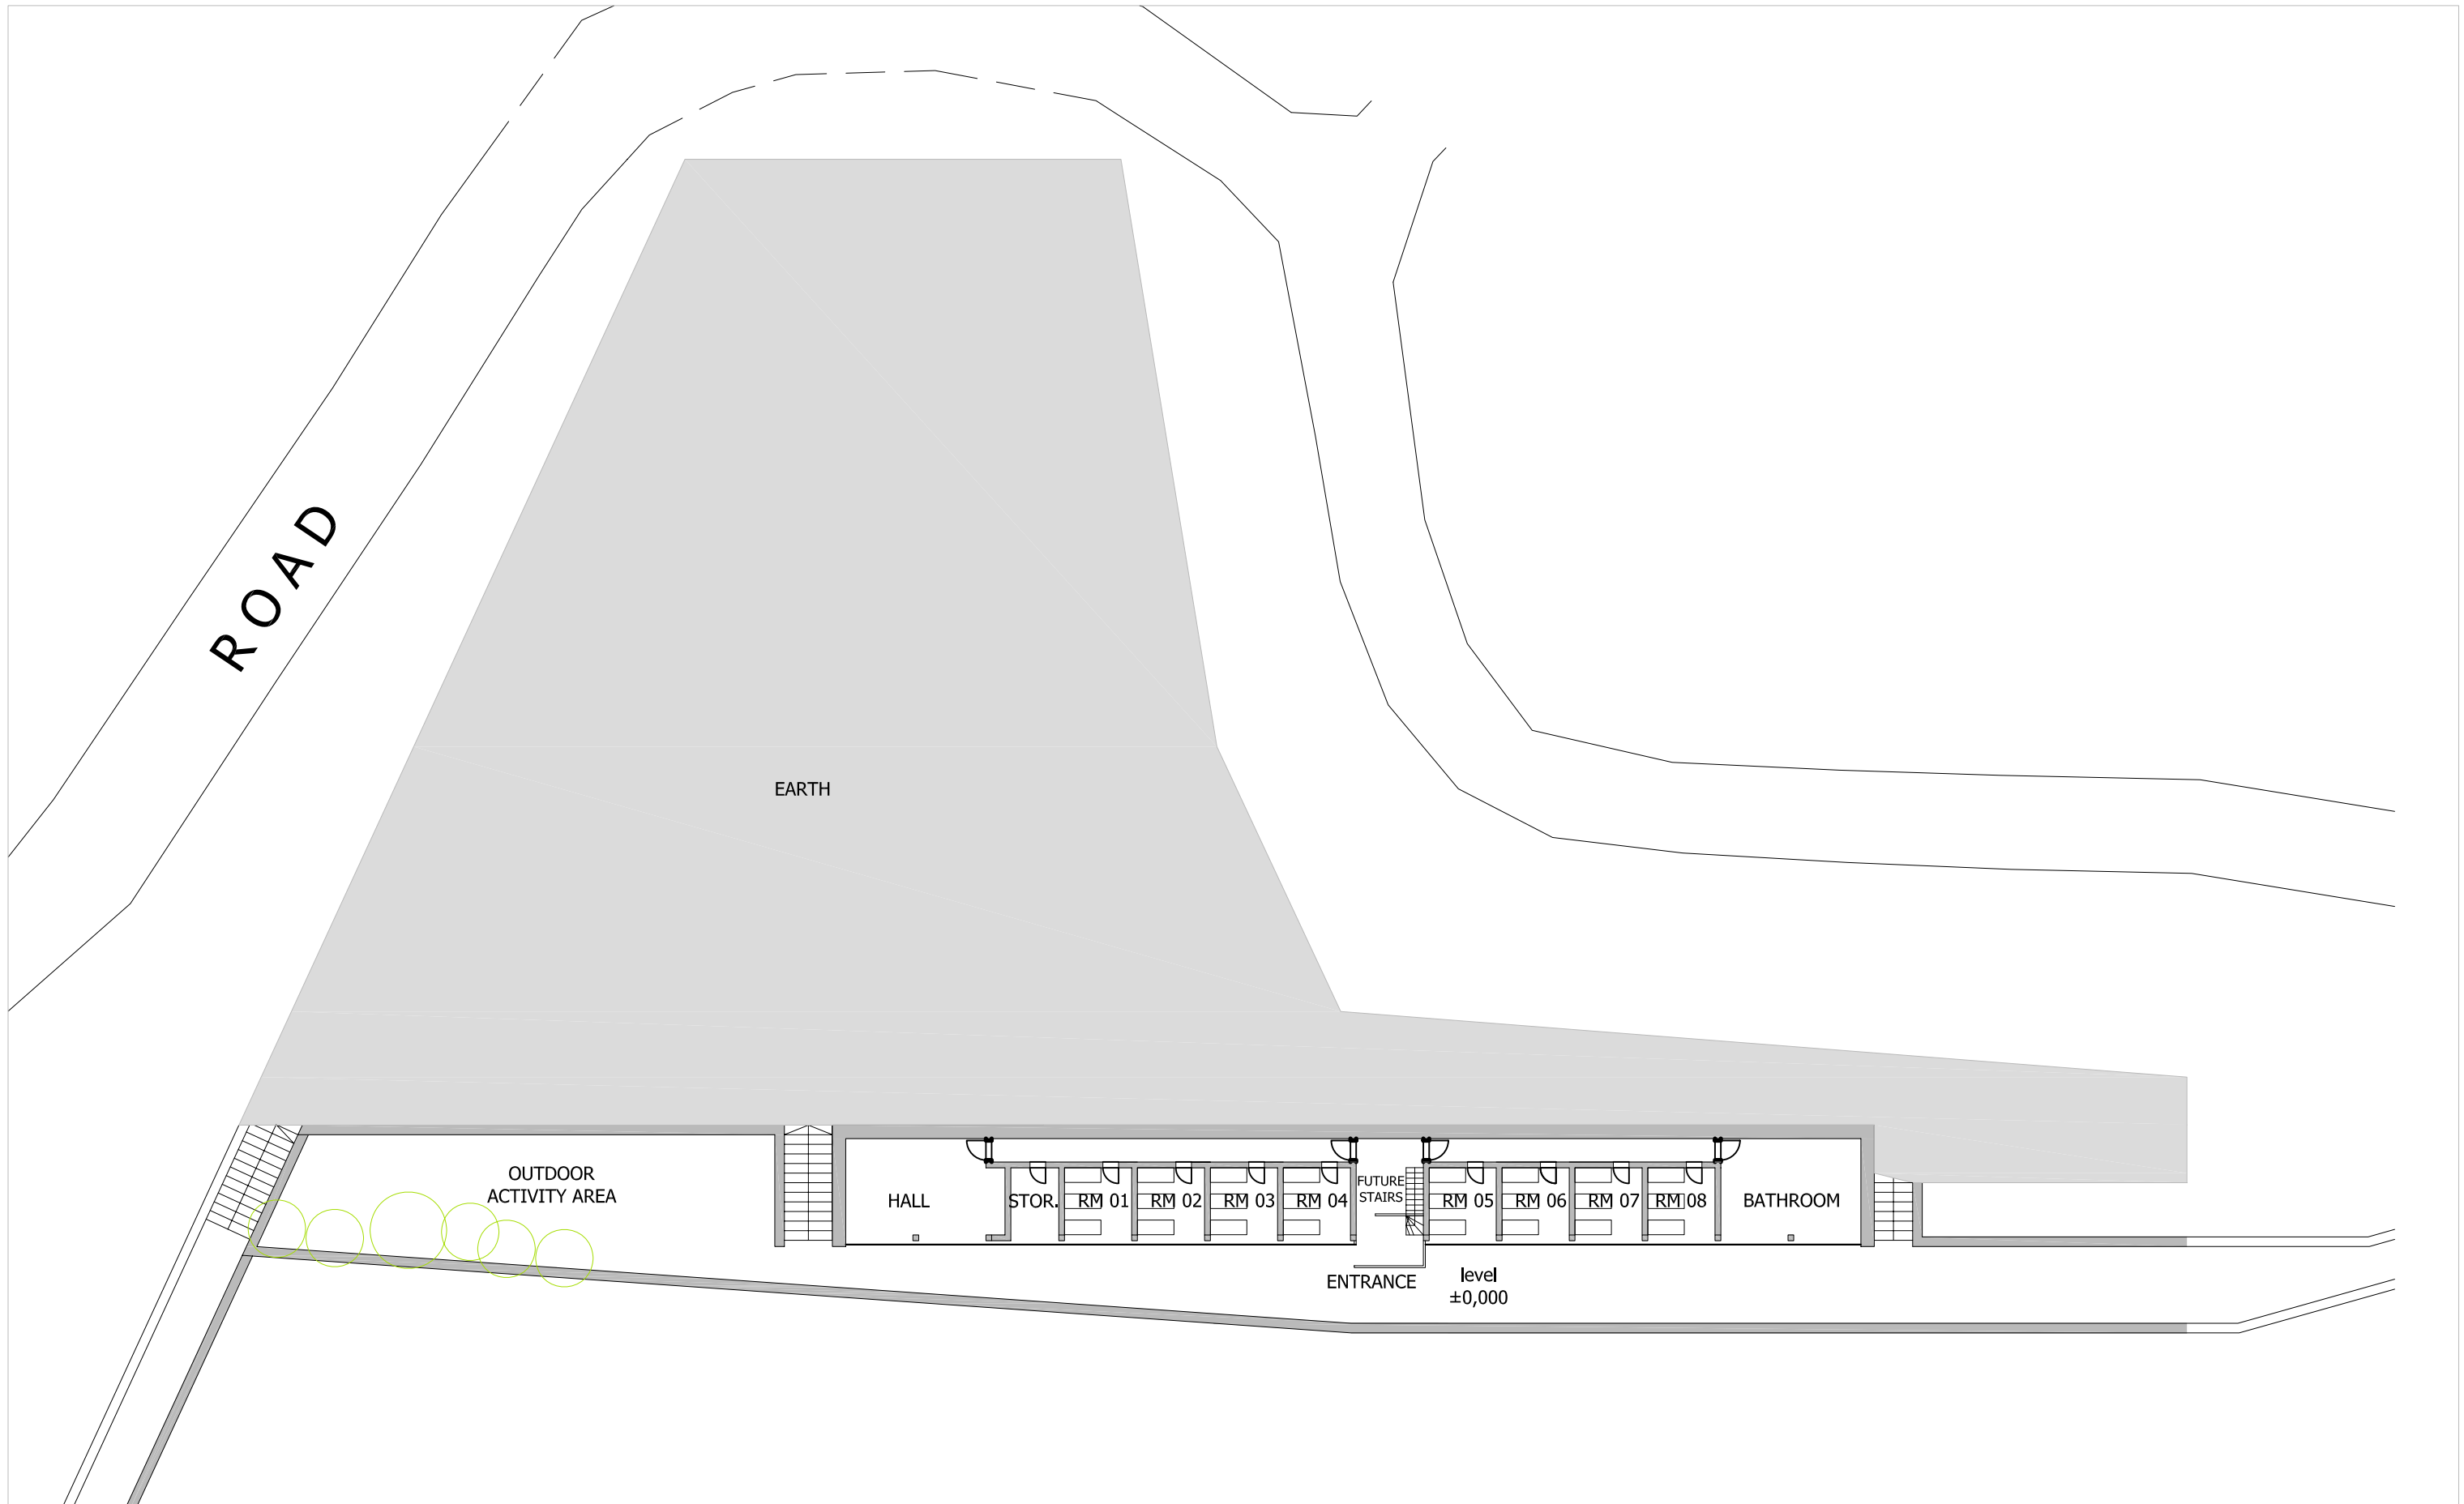 ROAD
EARTH
OUTDOOR
ACTIVITY AREA
HALL
STOR.
RM 01
RM 02
RM 03
RM 04
FUTURE
STAIRS
RM 05
RM 06
RM 07
RM 08
BATHROOM
ENTRANCE
level
±0,000